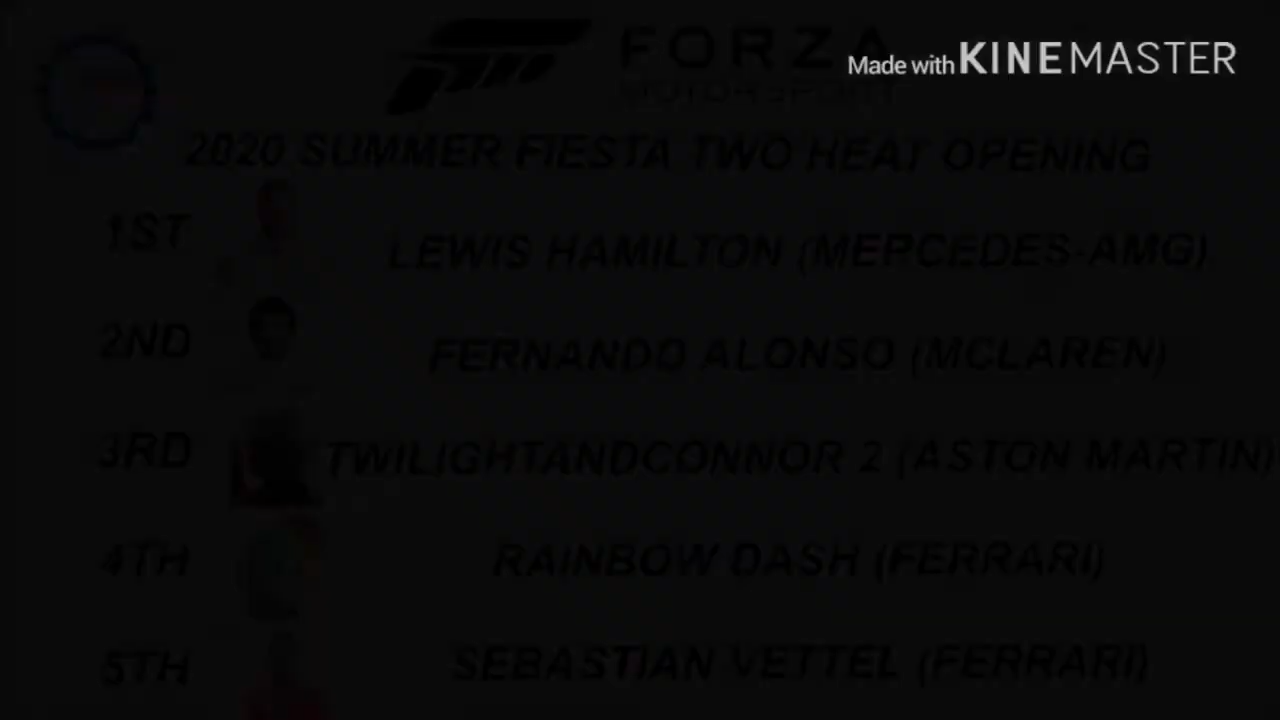 FORZA
Made with KINEMASTER
MOTORSPORT
2020 SUMMER FIESTA TWO HEAT OPENING
1ST LEWIS HAMILTON (MERCEDES-AMG)
2ND FERNANDO ALONSO (MCLAREN)
3RD TWILIGHTANDCONNOR 2 (ASTON MARTIN)
4TH RAINBOW DASH (FERRARI)
5TH SEBASTIAN VETTEL (FERRARI)